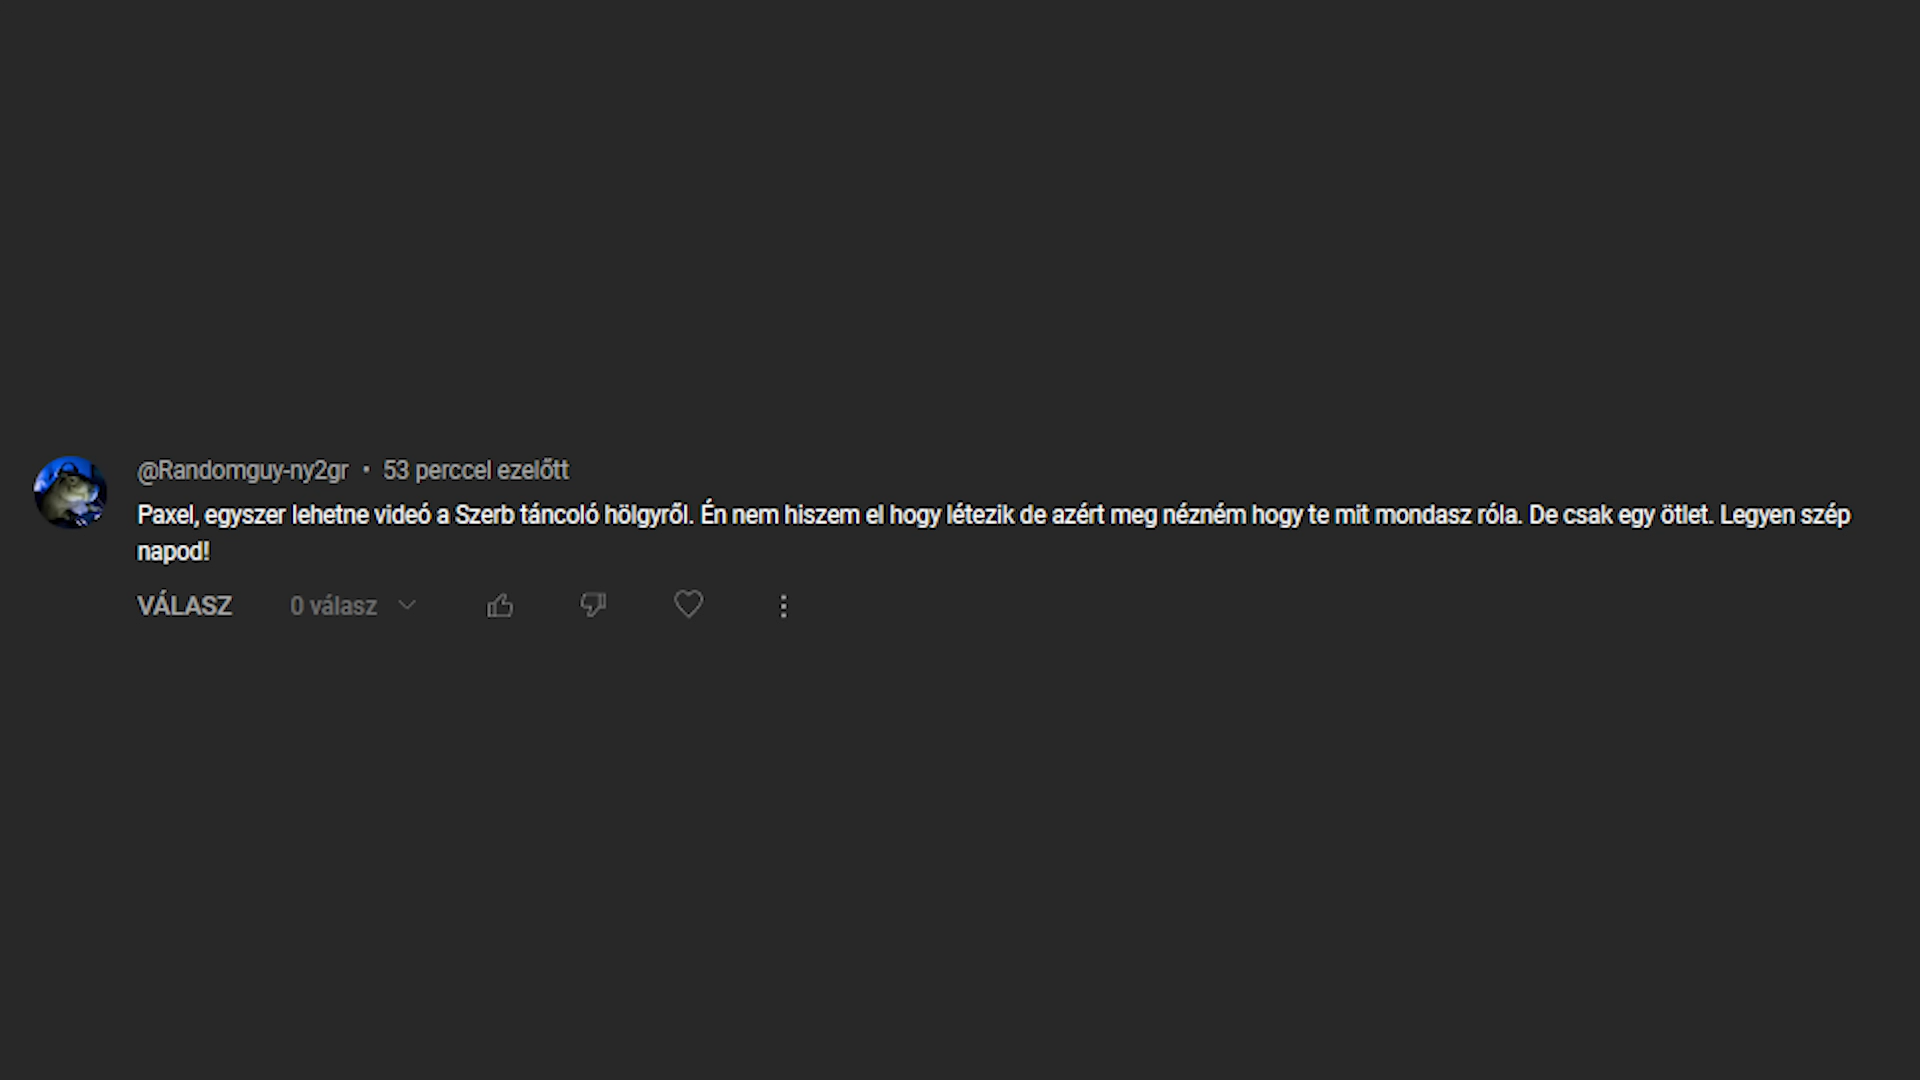 @Randomguy-ny2gr • 53 perccel ezelőtt
Paxel, egyszer lehetne videó a Szerb táncoló hölgyről. Én nem hiszem el hogy létezik de azért meg nézném hogy te mit mondasz róla. De csak egy ötlet. Legyen szép
napod!
VÁLASZ 0 válasz